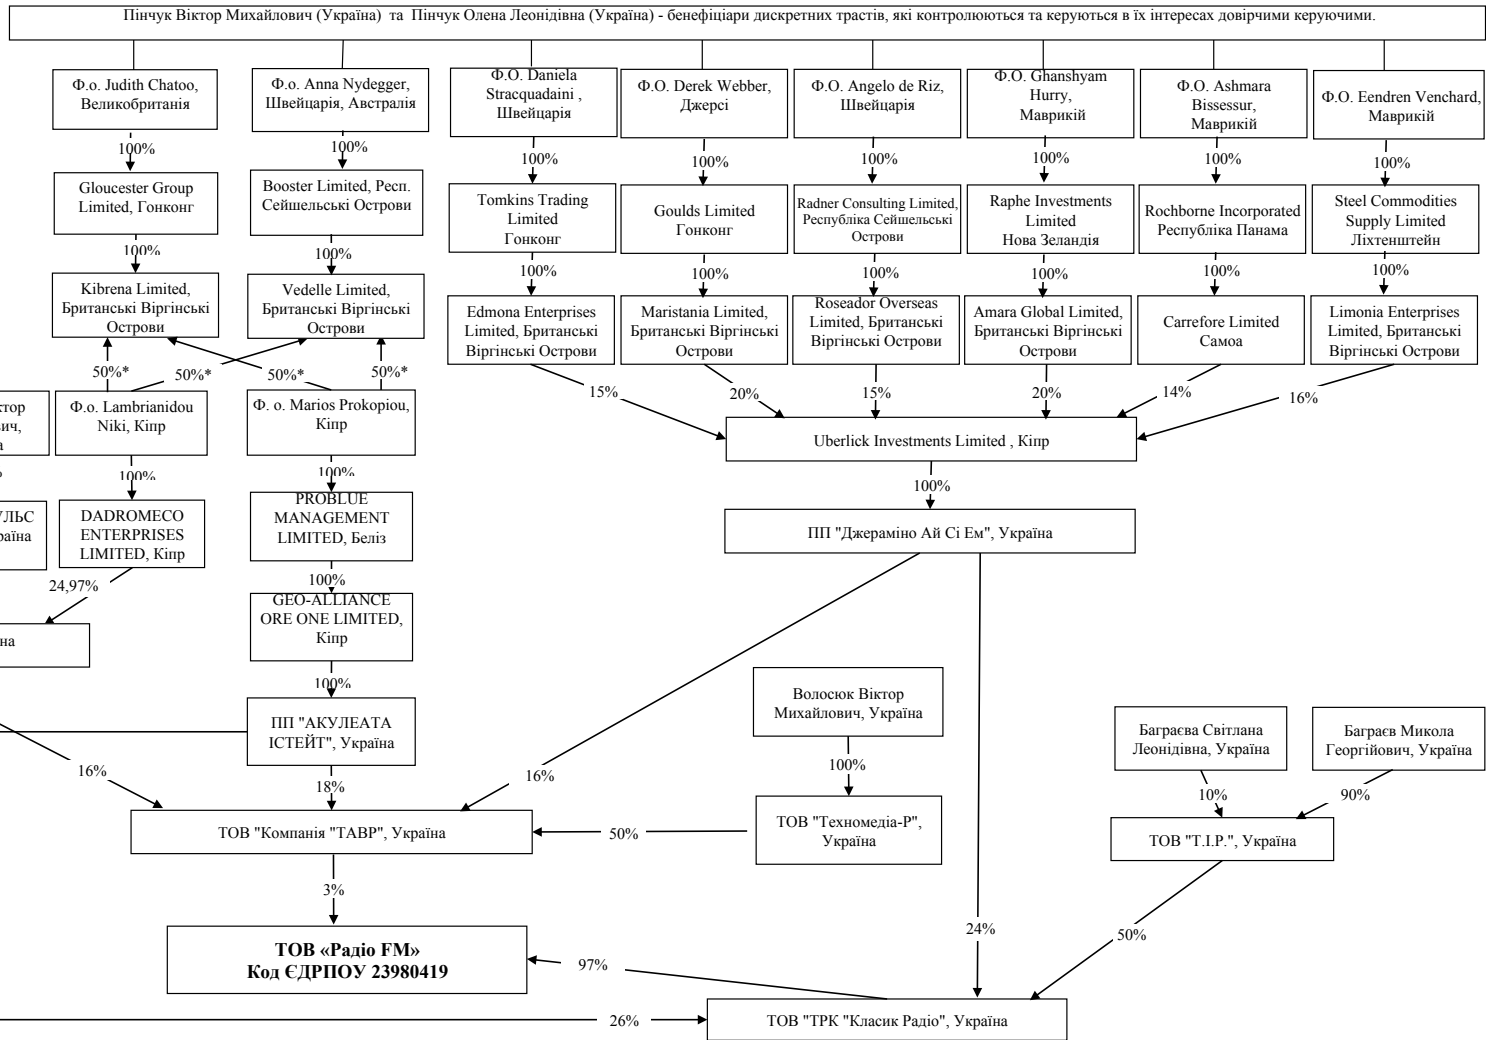 Пінчук Віктор Михайлович (Україна) та Пінчук Олена Леонідівна (Україна) - бенефіціари дискретних трастів, які контролюються та керуються в їх інтересах довірчими керуючими.
Ф.о. Judith Chatoo,
Великобританія
Ф.о. Anna Nydegger,
Швейцарія, Австралія
Ф.О. Daniela
Stracquadaini ,
Швейцарія
Ф.О. Derek Webber,
Джерсі
Ф.О. Angelo de Riz,
Швейцарія
Ф.О. Ghanshyam
Hurry,
Маврикій
Ф.О. Ashmara
Bissessur,
Маврикій
Ф.О. Eendren Venchard,
Маврикій
100%
100%
100%
100%
100%
100%
100%
100%
Gloucester Group
Limited, Гонконг
Booster Limited, Респ.
Сейшельські Острови
Tomkins Trading
Limited
Гонконг
Goulds Limited
Гонконг
Radner Consulting Limited,
Республіка Сейшельські
Острови
Raphe Investments
Limited
Нова Зеландія
Rochborne Incorporated
Республіка Панама
Steel Commodities
Supply Limited
Ліхтенштейн
100%
100%
100%
100%
100%
100%
100%
100%
Kibrena Limited,
Британські Віргінські
Острови
Vedelle Limited,
Британські Віргінські
Острови
Edmona Enterprises
Limited, Британські
Віргінські Острови
Maristania Limited,
Британські Віргінські
Острови
Roseador Overseas
Limited, Британські
Віргінські Острови
Amara Global Limited,
Британські Віргінські
Острови
Carrefore Limited
Самоа
Limonia Enterprises
Limited, Британські
Віргінські Острови
50%*
50%*
50%*
50%*
15%
20%
15%
20%
14%
16%
ктор
вич,
а
Ф.о. Lambrianidou
Niki, Кіпр
Ф. о. Marios Prokopiou,
Кіпр
Uberlick Investments Limited , Кіпр
100%
100%
100%
УЛЬС
раїна
DADROMECO
ENTERPRISES
LIMITED, Кіпр
PROBLUE
MANAGEMENT
LIMITED, Беліз
ПП "Джераміно Ай Сі Ем", Україна
24,97%
100%
на
GEO-ALLIANCE
ORE ONE LIMITED,
Кіпр
100%
Волосюк Віктор
Михайлович, Україна
ПП "АКУЛЕАТА
ІСТЕЙТ", Україна
Баграєва Світлана
Леонідівна, Україна
Баграєв Микола
Георгійович, Україна
16%
18%
16%
100%
10%
90%
ТОВ "Компанія "ТАВР", Україна
50%
ТОВ "Техномедіа-Р",
Україна
ТОВ "Т.І.Р.", Україна
3%
24%
50%
ТОВ «Радіо FM»
Код ЄДРПОУ 23980419
97%
26%
ТОВ "ТРК "Класик Радіо", Україна